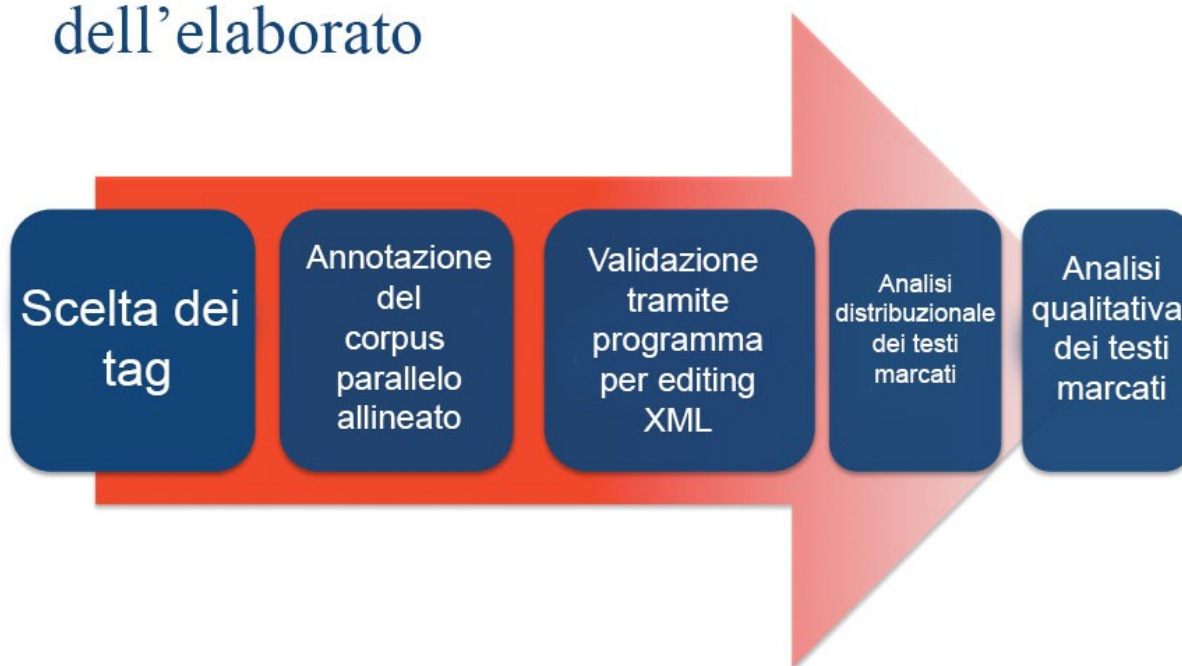 dell’elaborato
Scelta dei
tag
Annotazione
del
corpus
parallelo
allineato
Validazione
tramite
programma
per editing
XML
Analisi
distribuzionale
dei testi
marcati
Analisi
qualitativa
dei testi
marcati